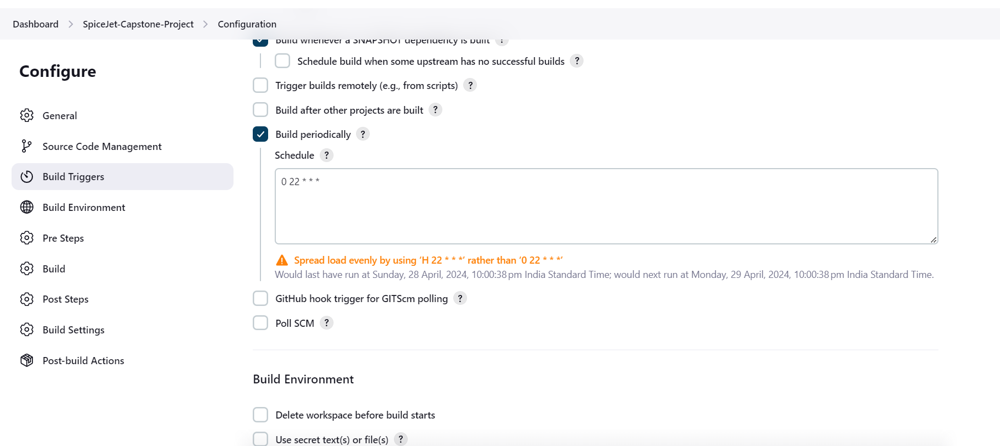 Dashboard > SpiceJet-Capstone-Project > Configuration
Configure
General
Source Code Management
Build Triggers
Build Environment
Pre Steps
Build
Post Steps
Build Settings
Post-build Actions
Build whenever a SNAPSHOT dependency is built ?
Schedule build when some upstream has no successful builds ?
Trigger builds remotely (e.g., from scripts) ?
Build after other projects are built ?
Build periodically ?
Schedule ?
0 22 * * *
Spread load evenly by using ‘H 22 * * *’ rather than ‘0 22 * * *’
Would last have run at Sunday, 28 April, 2024, 10:00:38 pm India Standard Time; would next run at Monday, 29 April, 2024, 10:00:38 pm India Standard Time.
GitHub hook trigger for GITScm polling ?
Poll SCM ?
Build Environment
Delete workspace before build starts
Use secret text(s) or file(s) ?